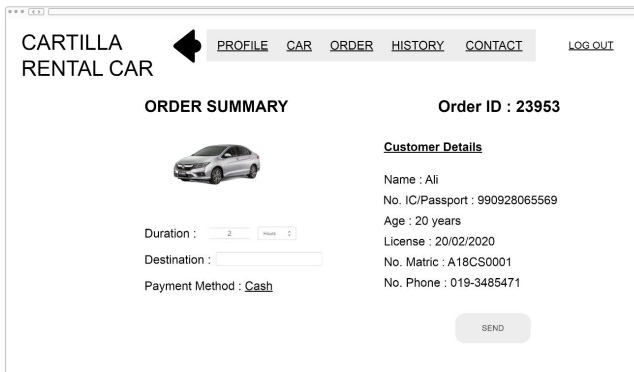 CARTILLA
RENTAL CAR
PROFILE CAR ORDER HISTORY CONTACT
LOG OUT
ORDER SUMMARY
Order ID : 23953
Duration : 2 Hours
Destination :
Payment Method : Cash
Customer Details
Name : Ali
No. IC/Passport : 990928065569
Age : 20 years
License : 20/02/2020
No. Matric : A18CS0001
No. Phone : 019-3485471
SEND